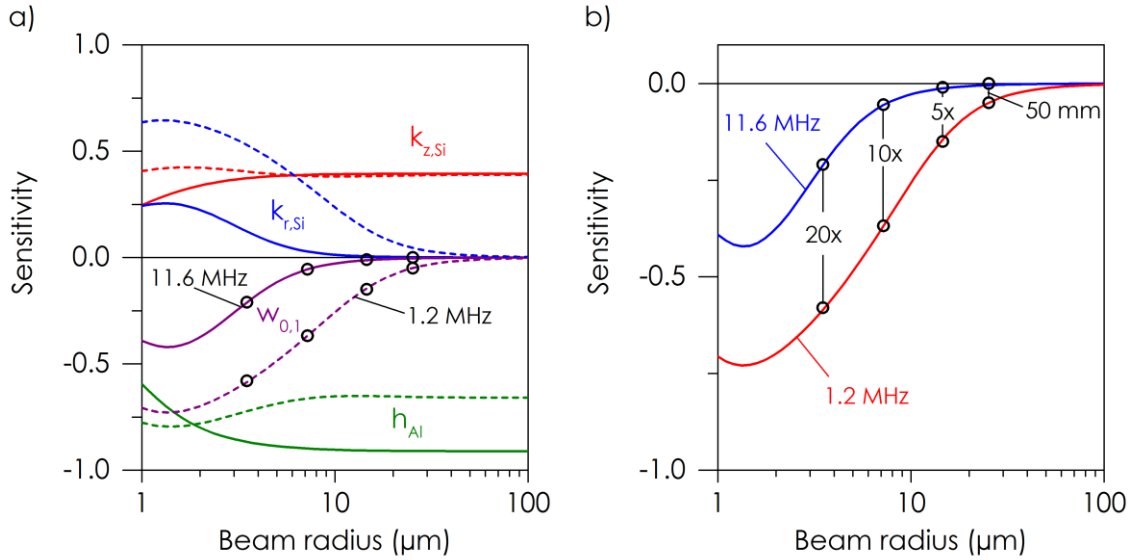 a)
1.0
0.5
0.0
-0.5
-1.0
Sensitivity
k_z,Si
k_r,Si
11.6 MHz
w_0,1
1.2 MHz
h_Al
1
10
100
Beam radius (μm)
b)
0.0
-0.5
-1.0
Sensitivity
11.6 MHz
20x
10x
5x
50 mm
1.2 MHz
1
10
100
Beam radius (μm)